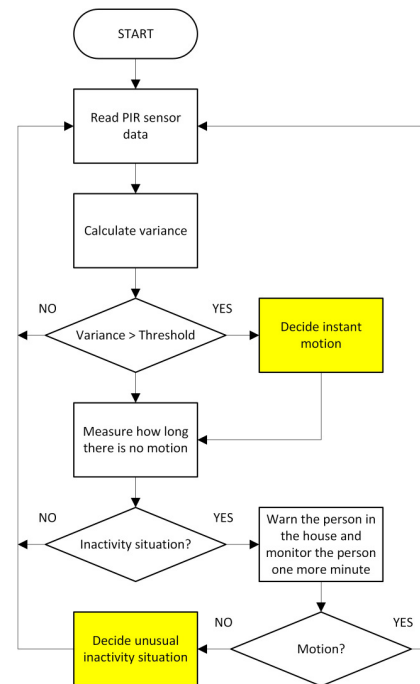 START
Read PIR sensor
data
Calculate variance
NO
YES
Variance > Threshold
Decide instant
motion
Measure how long
there is no motion
NO
YES
Inactivity situation?
Warn the person in
the house and
monitor the person
one more minute
NO
YES
Decide unusual
inactivity situation
Motion?